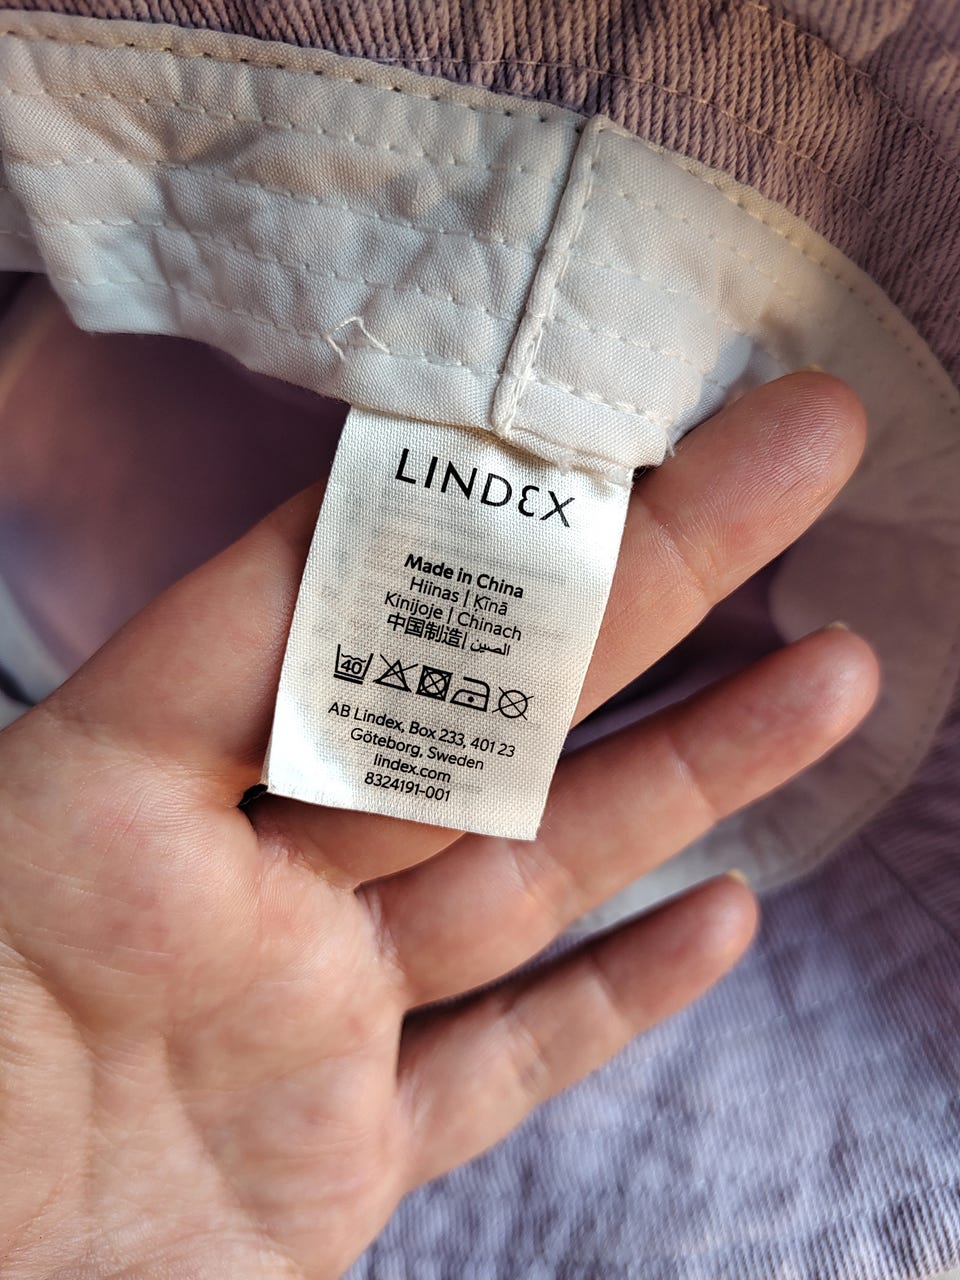 LINDEX
Made in China
Hiinas | Ķīnā
Kinijoje | Chinach
中国制造| الصين
40
AB Lindex, Box 233, 401 23
Göteborg, Sweden
lindex.com
8324191-001